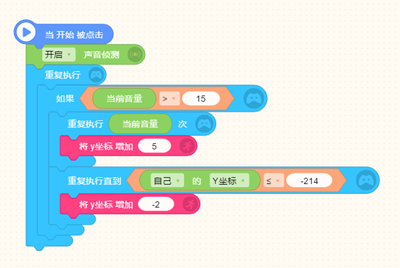 当 开始 被点击
开启 声音侦测
重复执行
如果 当前音量 > 15
重复执行 当前音量 次
将 y坐标 增加 5
重复执行直到 自己 的 Y坐标 ≤ -214
将 y坐标 增加 -2